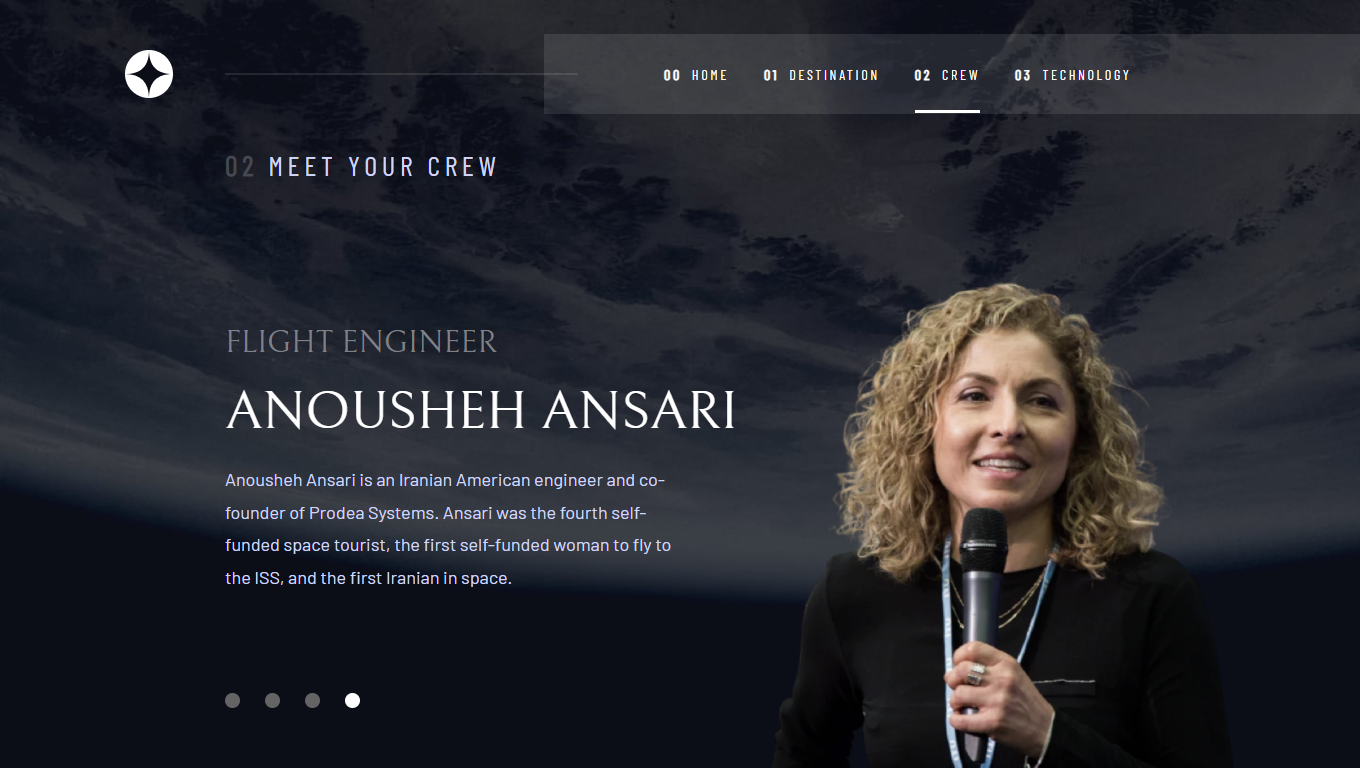 00 HOME 01 DESTINATION 02 CREW 03 TECHNOLOGY
02 MEET YOUR CREW
FLIGHT ENGINEER
ANOUSHEH ANSARI
Anousheh Ansari is an Iranian American engineer and co-
founder of Prodea Systems. Ansari was the fourth self-
funded space tourist, the first self-funded woman to fly to
the ISS, and the first Iranian in space.